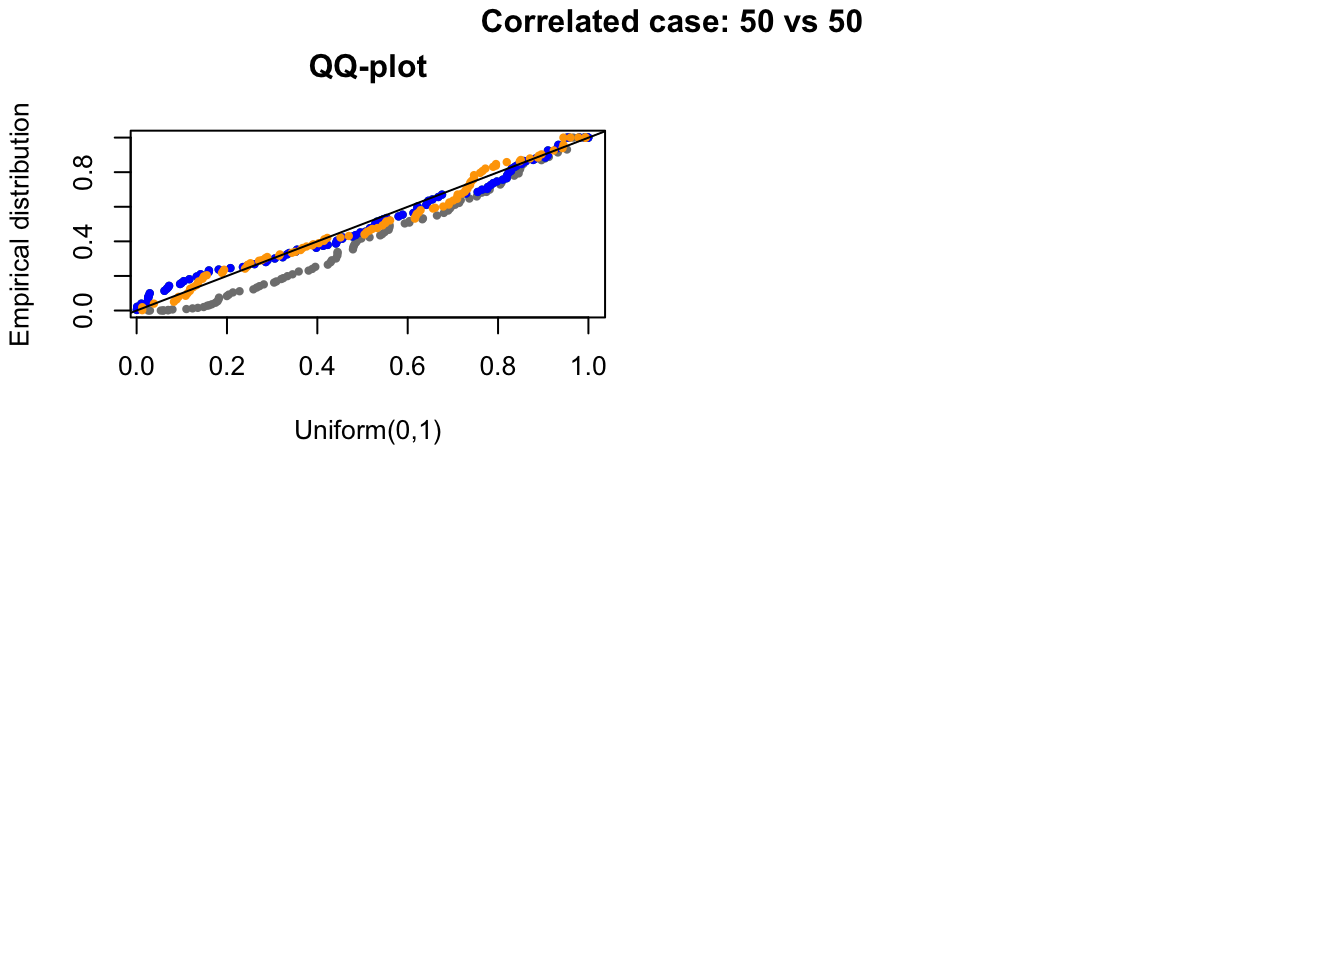 Correlated case: 50 vs 50
QQ-plot
Empirical distribution
0.8
0.4
0.0
0.0 0.2 0.4 0.6 0.8 1.0
Uniform(0,1)